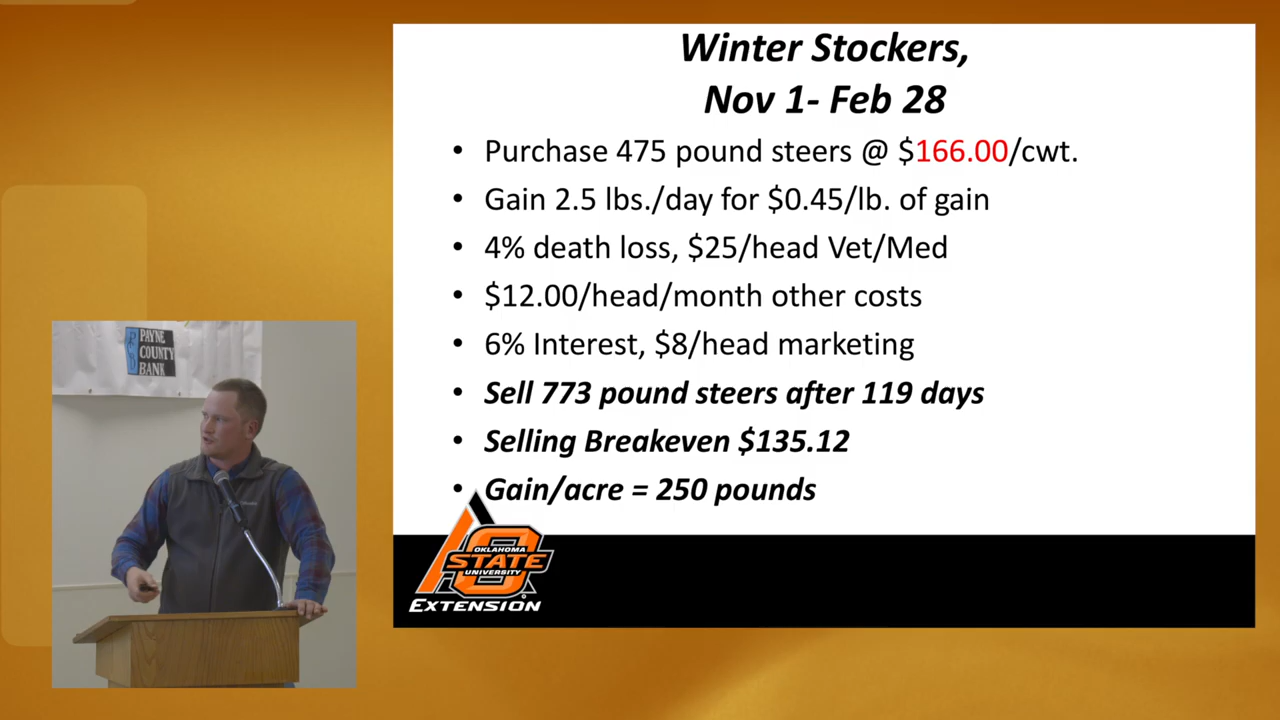 Winter Stockers,
Nov 1- Feb 28
• Purchase 475 pound steers @ $166.00/cwt.
• Gain 2.5 lbs./day for $0.45/lb. of gain
• 4% death loss, $25/head Vet/Med
• $12.00/head/month other costs
• 6% Interest, $8/head marketing
• Sell 773 pound steers after 119 days
• Selling Breakeven $135.12
• Gain/acre = 250 pounds
OKLAHOMA
STATE
UNIVERSITY
EXTENSION
PAYNE
COUNTY
BANK